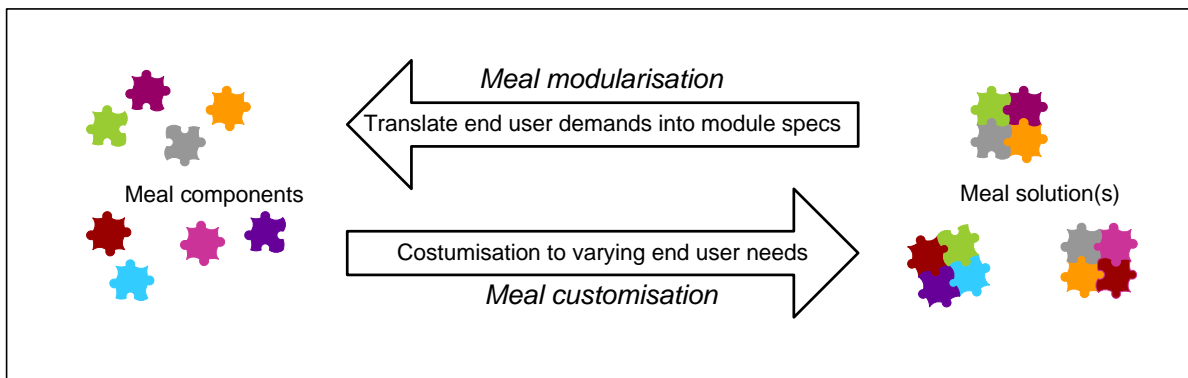 Meal modularisation
Translate end user demands into module specs
Meal components
Meal solution(s)
Costumisation to varying end user needs
Meal customisation